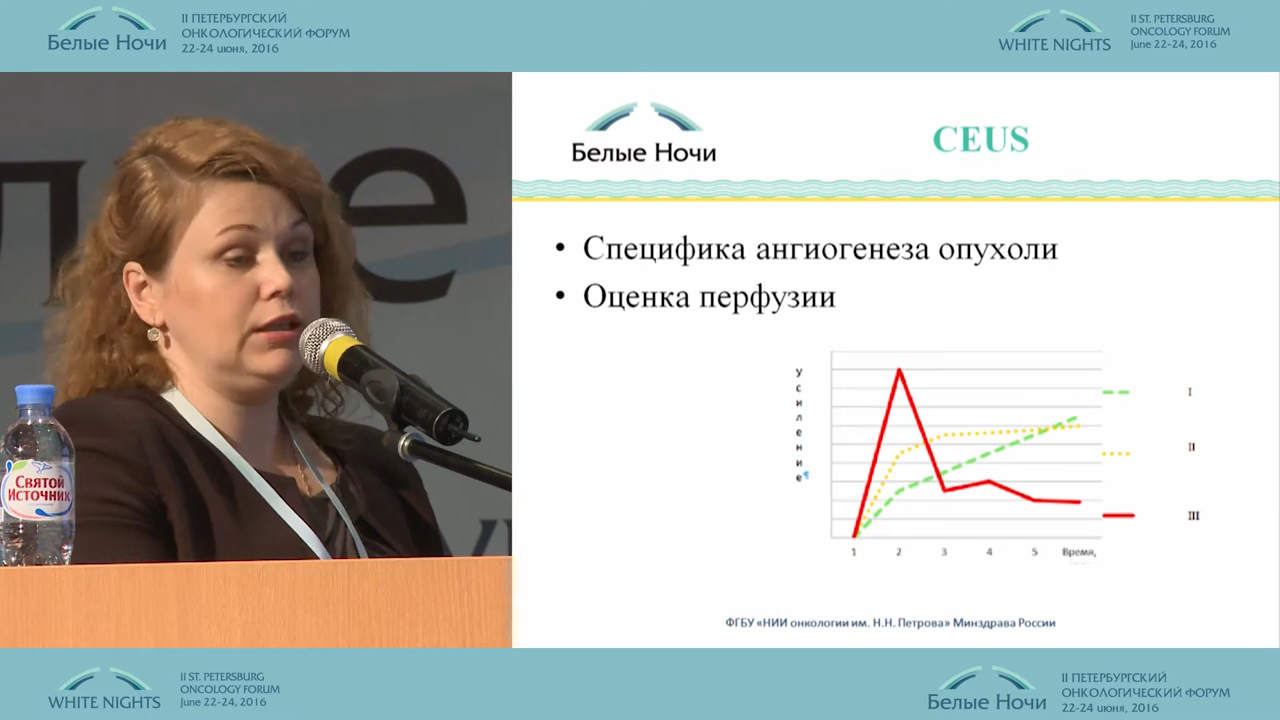 Белые Ночи
II ПЕТЕРБУРГСКИЙ
ОНКОЛОГИЧЕСКИЙ ФОРУМ
22-24 июня, 2016
WHITE NIGHTS
II ST. PETERSBURG
ONCOLOGY FORUM
June 22-24, 2016
Святой
Источник
Белые Ночи
CEUS
• Специфика ангиогенеза опухоли
• Оценка перфузии
Усиление
I
II
III
1 2 3 4 5 Время,
ФГБУ «НИИ онкологии им. Н.Н. Петрова» Минздрава России
WHITE NIGHTS
II ST. PETERSBURG
ONCOLOGY FORUM
June 22-24, 2016
Белые Ночи
II ПЕТЕРБУРГСКИЙ
ОНКОЛОГИЧЕСКИЙ ФОРУМ
22-24 июня, 2016